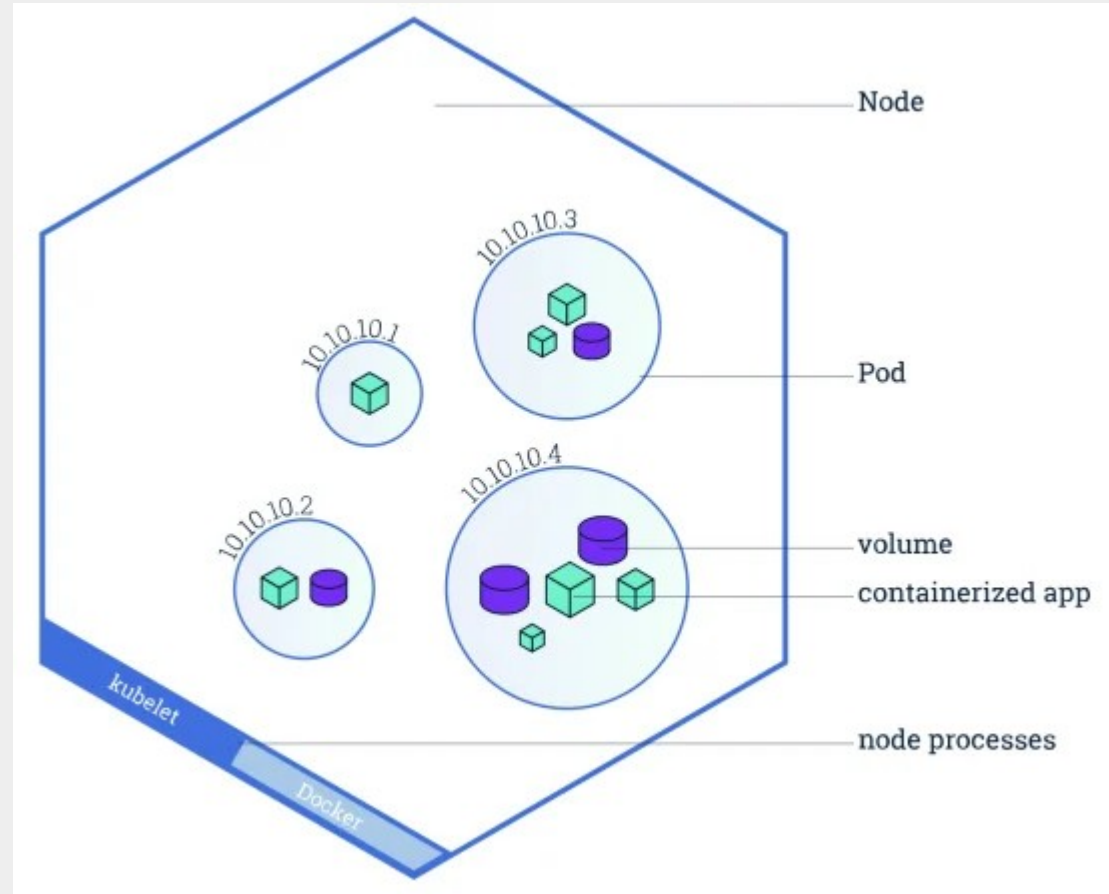 Node
10.10.10.3
10.10.10.1
Pod
10.10.10.4
10.10.10.2
volume
containerized app
kubelet
node processes
Docker